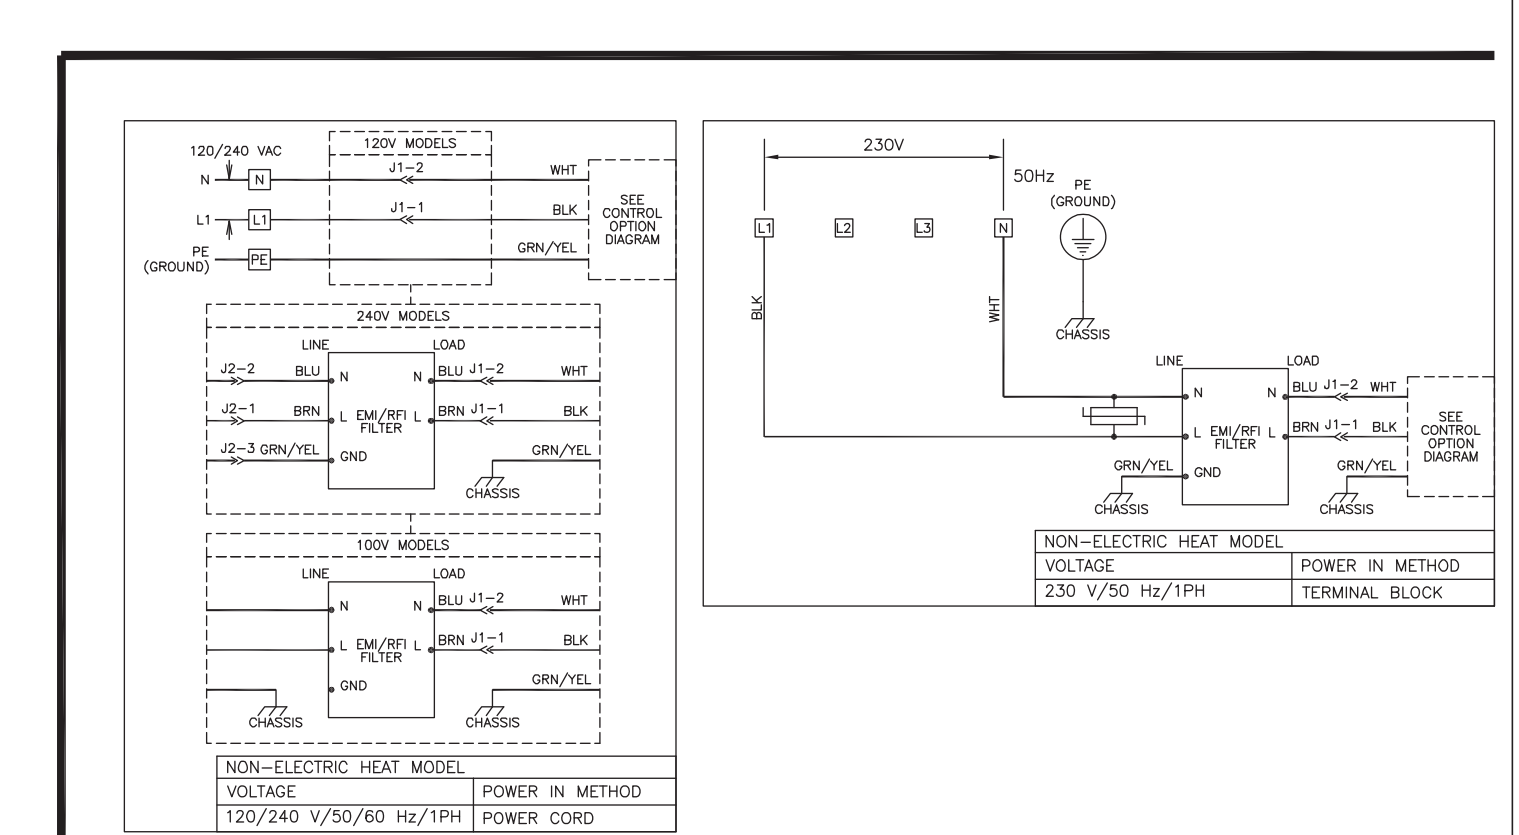 120/240 VAC
120V MODELS
N
N
J1-2
WHT
L1
L1
J1-1
BLK
PE
(GROUND)
PE
GRN/YEL
SEE
CONTROL
OPTION
DIAGRAM
240V MODELS
LINE
LOAD
J2-2
BLU
N
N
BLU
J1-2
WHT
J2-1
BRN
L
EMI/RFI
FILTER
L
BRN
J1-1
BLK
J2-3
GRN/YEL
GND
GRN/YEL
CHASSIS
100V MODELS
LINE
LOAD
N
N
BLU
J1-2
WHT
L
EMI/RFI
FILTER
L
BRN
J1-1
BLK
GND
GRN/YEL
CHASSIS
CHASSIS
NON-ELECTRIC HEAT MODEL
VOLTAGE
POWER IN METHOD
120/240 V/50/60 Hz/1PH
POWER CORD
230V
50Hz
PE
(GROUND)
L1
L2
L3
N
BLK
WHT
CHASSIS
LINE
LOAD
N
N
BLU
J1-2
WHT
L
EMI/RFI
FILTER
L
BRN
J1-1
BLK
SEE
CONTROL
OPTION
DIAGRAM
GRN/YEL
GND
GRN/YEL
CHASSIS
CHASSIS
NON-ELECTRIC HEAT MODEL
VOLTAGE
POWER IN METHOD
230 V/50 Hz/1PH
TERMINAL BLOCK